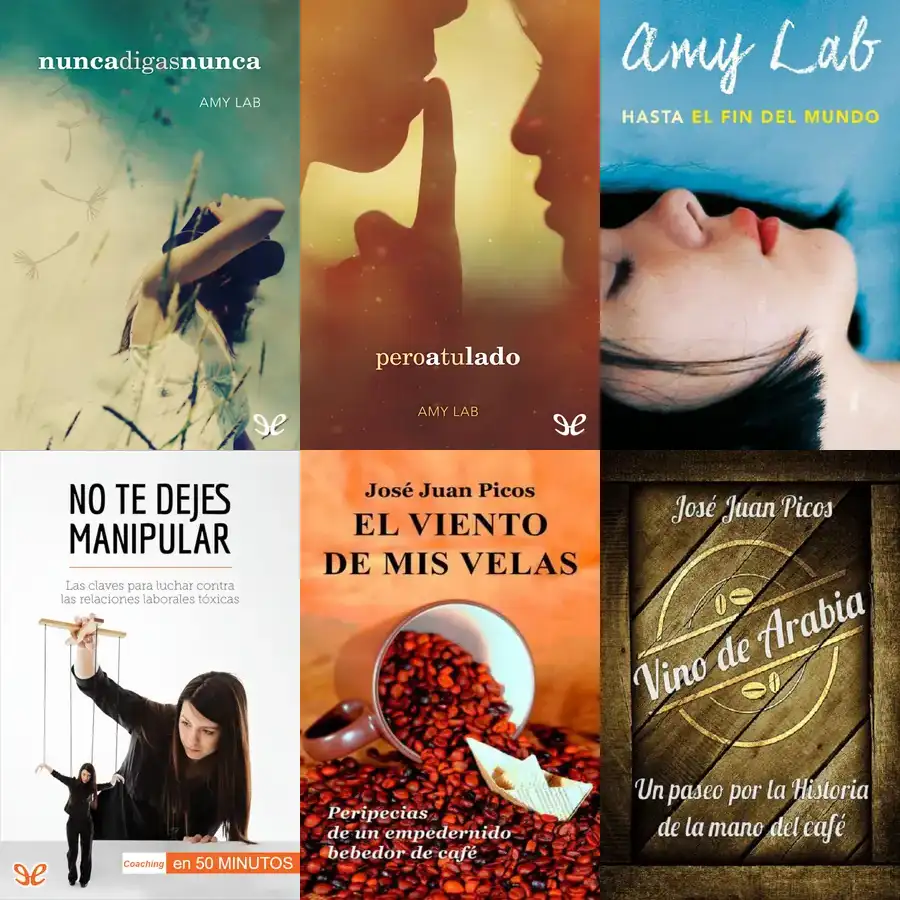 nuncadigasnunca
AMY LAB
peroatulado
AMY LAB
Amy Lab
HASTA EL FIN DEL MUNDO
NO TE DEJES
MANIPULAR
Las claves para luchar contra
las relaciones laborales tóxicas
Coaching en 50 MINUTOS
José Juan Picos
EL VIENTO
DE MIS VELAS
Peripecias
de un empedernido
bebedor de café
José Juan Picos
Vino de Arabia
Un paseo por la Historia
de la mano del café